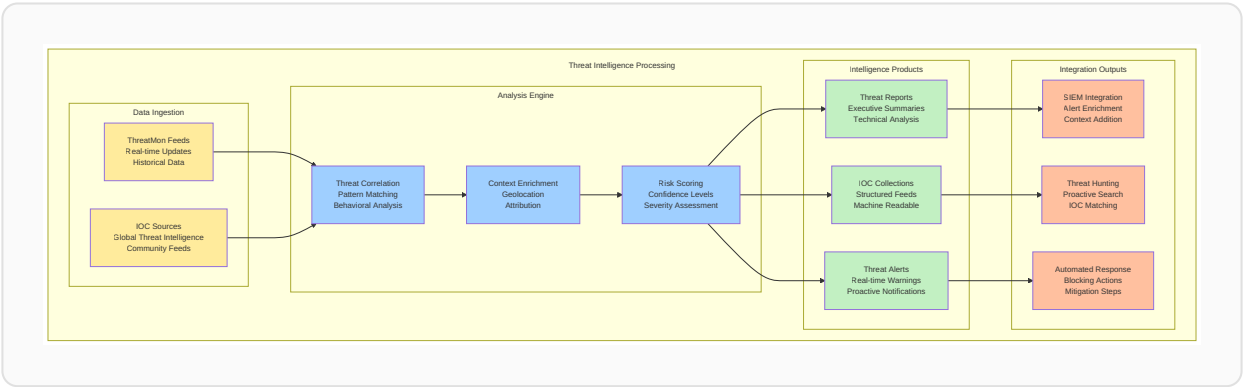 Threat Intelligence Processing
Data Ingestion
ThreatMon Feeds
Real-time Updates
Historical Data
IOC Sources
Global Threat Intelligence
Community Feeds
Analysis Engine
Threat Correlation
Pattern Matching
Behavioral Analysis
Context Enrichment
Geolocation
Attribution
Risk Scoring
Confidence Levels
Severity Assessment
Intelligence Products
Threat Reports
Executive Summaries
Technical Analysis
IOC Collections
Structured Feeds
Machine Readable
Threat Alerts
Real-time Warnings
Proactive Notifications
Integration Outputs
SIEM Integration
Alert Enrichment
Context Addition
Threat Hunting
Proactive Search
IOC Matching
Automated Response
Blocking Actions
Mitigation Steps